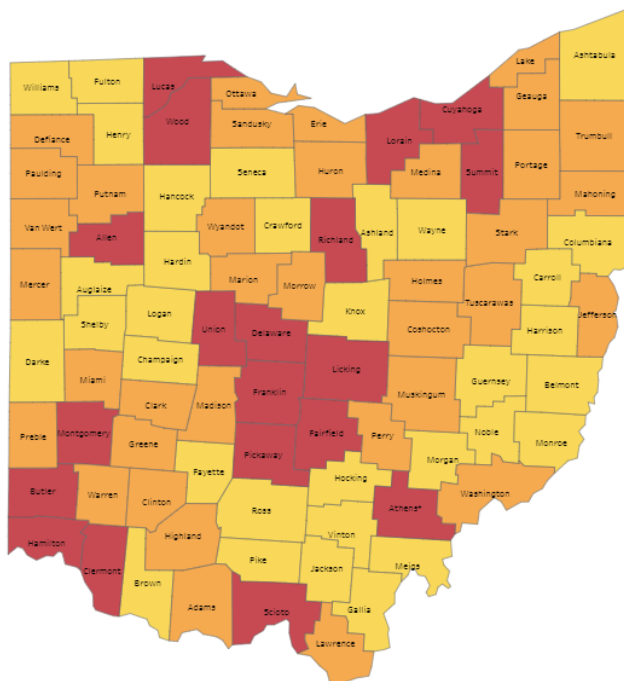 Lake
Ashtabula
Williams
Fulton
Lucas
Ottawa
Geauga
Cuyahoga
Wood
Sandusky
Erie
Lorain
Henry
Trumbull
Defiance
Seneca
Huron
Medina
Summit
Portage
Paulding
Putnam
Hancock
Mahoning
Van Wert
Wyandot
Crawford
Richland
Ashland
Wayne
Stark
Allen
Columbiana
Hardin
Mercer
Auglaize
Marion
Morrow
Holmes
Carroll
Tuscarawas
Logan
Knox
Jefferson
Shelby
Union
Delaware
Coshocton
Harrison
Darke
Champaign
Licking
Miami
Guernsey
Belmont
Franklin
Muskingum
Clark
Madison
Preble
Montgomery
Fairfield
Perry
Noble
Greene
Pickaway
Morgan
Monroe
Fayette
Hocking
Butler
Warren
Clinton
Washington
Ross
Athens*
Highland
Vinton
Hamilton
Pike
Meigs
Clermont
Jackson
Brown
Adams
Scioto
Gallia
Lawrence